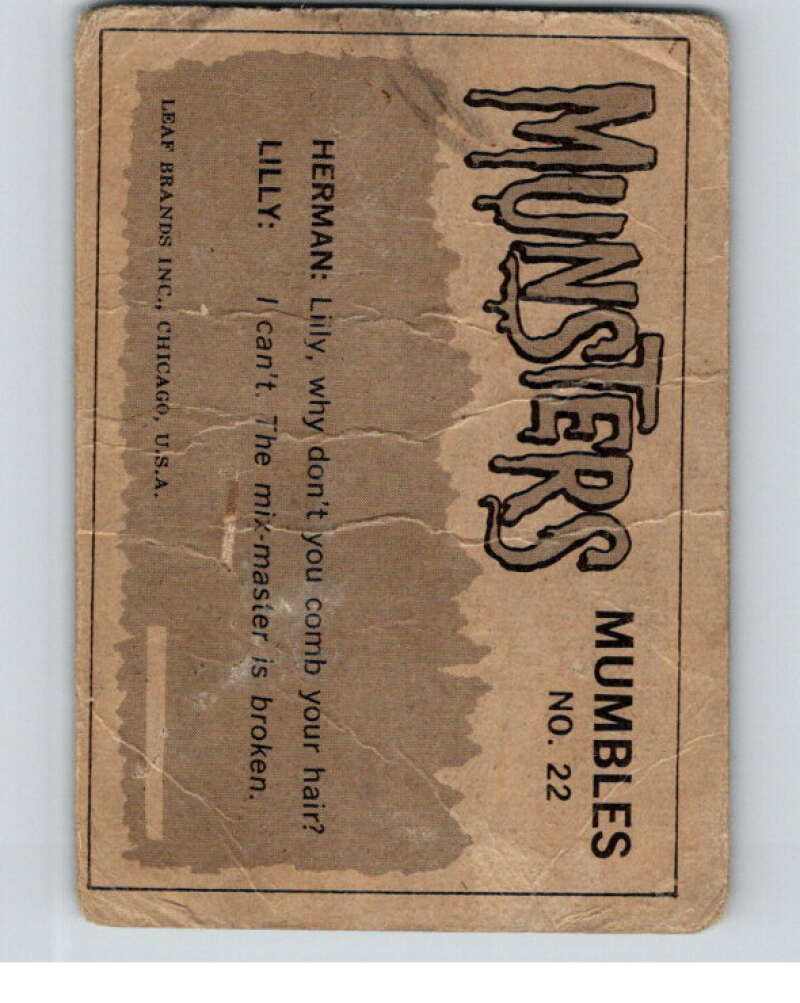 MUNSTERS MUMBLES
NO. 22
HERMAN: Lilly, why don't you comb your hair?
LILLY: I can't. The mix-master is broken.
LEAF BRANDS INC., CHICAGO, U.S.A.